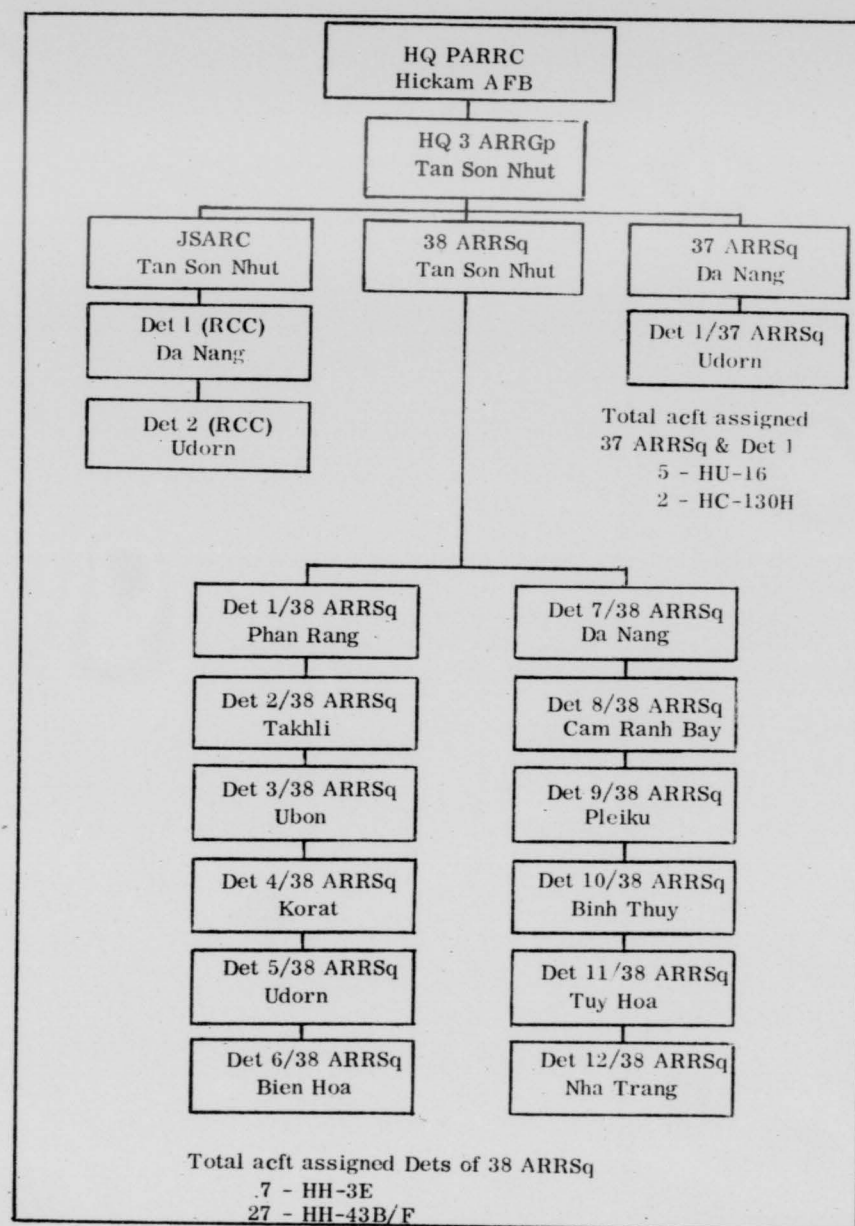 HQ PARRC
Hickam AFB
HQ 3 ARRGp
Tan Son Nhut
JSARC
Tan Son Nhut
Det 1 (RCC)
Da Nang
Det 2 (RCC)
Udorn
38 ARRSq
Tan Son Nhut
37 ARRSq
Da Nang
Det 1/37 ARRSq
Udorn
Total acft assigned
37 ARRSq & Det 1
5 - HU-16
2 - HC-130H
Det 1/38 ARRSq
Phan Rang
Det 2/38 ARRSq
Takhli
Det 3/38 ARRSq
Ubon
Det 4/38 ARRSq
Korat
Det 5/38 ARRSq
Udorn
Det 6/38 ARRSq
Bien Hoa
Det 7/38 ARRSq
Da Nang
Det 8/38 ARRSq
Cam Ranh Bay
Det 9/38 ARRSq
Pleiku
Det 10/38 ARRSq
Binh Thuy
Det 11/38 ARRSq
Tuy Hoa
Det 12/38 ARRSq
Nha Trang
Total acft assigned Dets of 38 ARRSq
7 - HH-3E
27 - HH-43B/F